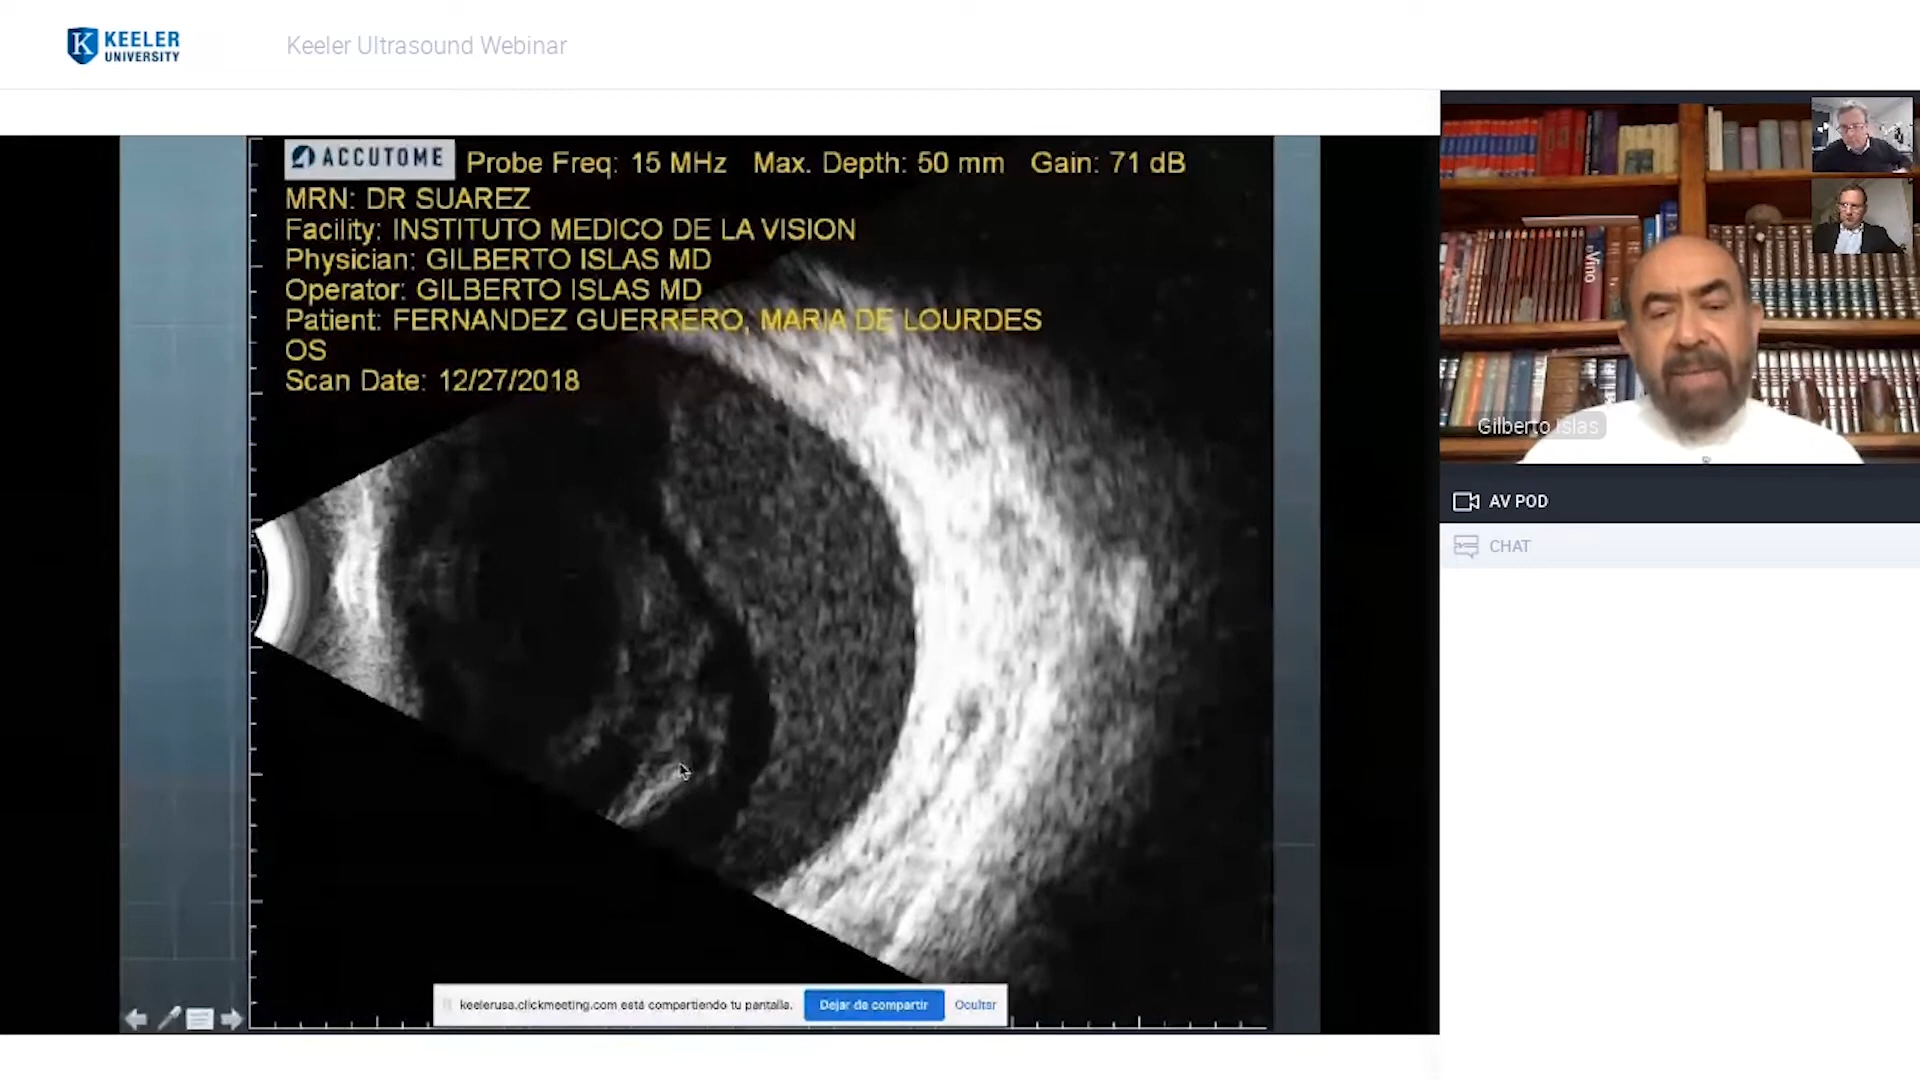 KEELER
UNIVERSITY
Keeler Ultrasound Webinar
ACCUTOME Probe Freq: 15 MHz Max. Depth: 50 mm Gain: 71 dB
MRN: DR SUAREZ
Facility: INSTITUTO MEDICO DE LA VISION
Physician: GILBERTO ISLAS MD
Operator: GILBERTO ISLAS MD
Patient: FERNANDEZ GUERRERO, MARIA DE LOURDES
OS
Scan Date: 12/27/2018
Vino
Gilberto Islas
AV POD
CHAT
keelerusa.clickmeeting.com está compartiendo tu pantalla. Dejar de compartir Ocultar